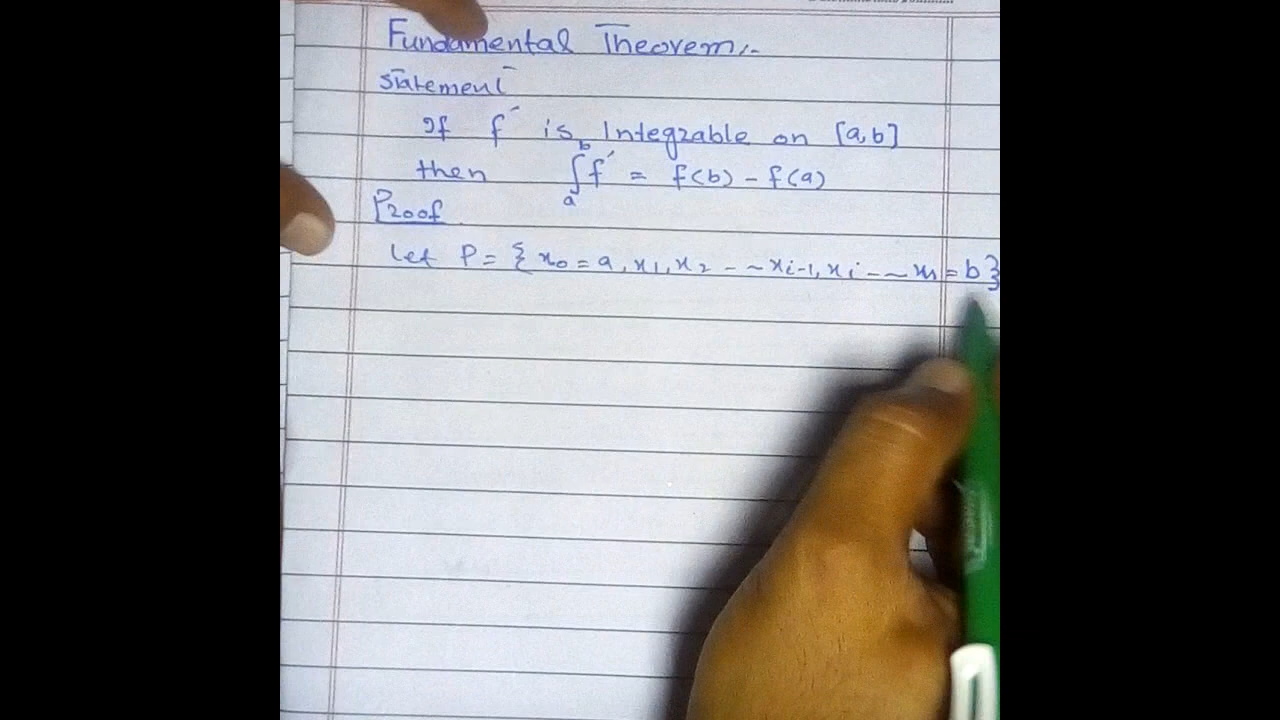 Fundamental Theorem:-
Statement
If f' is Integrable on [a,b]
then ∫ₐᵇ f' = f(b) - f(a)
Proof
Let P = { x₀ = a, x₁, x₂ - - xᵢ₋₁, xᵢ - - xₙ = b }